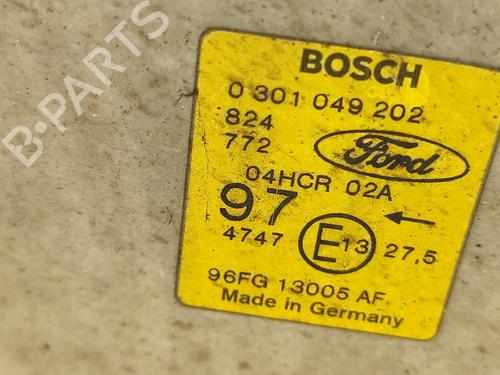 B-PARTS
BOSCH
0 301 049 202
824
772
Ford
04HCR 02A
97
4747 E 13 27,5
96FG 13005 AF
Made in Germany